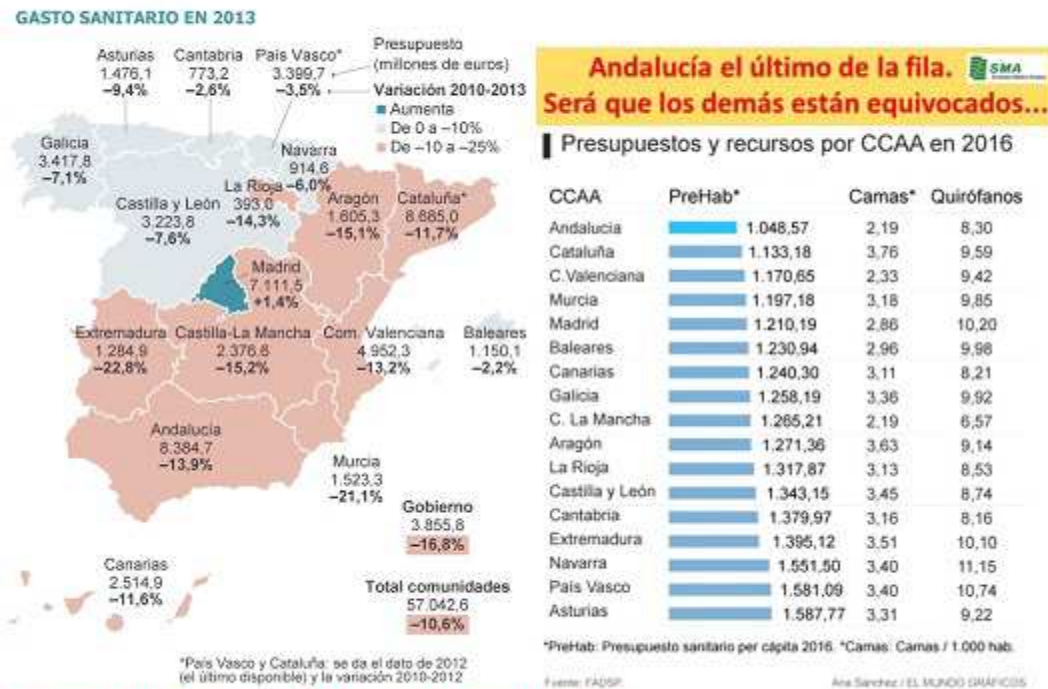 GASTO SANITARIO EN 2013
Asturias
1.476,1
–9,4%
Cantabria
773,2
–2,6%
País Vasco*
3.399,7
–3,5%
Presupuesto
(millones de euros)
Variación 2010-2013
Aumenta
De 0 a –10%
De –10 a –25%
Galicia
3.417,8
–7,1%
Navarra
914,6
–6,0%
La Rioja
393,0
–14,3%
Castilla y León
3.223,8
–7,6%
Aragón
1.605,3
–15,1%
Cataluña*
8.685,0
–11,7%
Madrid
7.111,5
+1,4%
Extremadura
1.284,9
–22,8%
Castilla-La Mancha
2.376,6
–15,2%
Com. Valenciana
4.952,3
–13,2%
Baleares
1.150,1
–2,2%
Andalucía
8.384,7
–13,9%
Murcia
1.523,3
–21,1%
Gobierno
3.855,8
–16,8%
Canarias
2.514,9
–11,6%
Total comunidades
57.042,6
–10,6%
*País Vasco y Cataluña: se da el dato de 2012
(el último disponible) y la variación 2010-2012
Andalucía el último de la fila.
SMA
Será que los demás están equivocados...
Presupuestos y recursos por CCAA en 2016
CCAA PreHab* Camas* Quirófanos
Andalucia 1.048,57 2,19 8,30
Cataluña 1.133,18 3,76 9,59
C.Valenciana 1.170,65 2,33 9,42
Murcia 1.197,18 3,18 9,85
Madrid 1.210,19 2,86 10,20
Baleares 1.230,94 2,96 9,98
Canarias 1.240,30 3,11 8,21
Galicia 1.258,19 3,36 9,92
C. La Mancha 1.265,21 2,19 6,57
Aragón 1.271,36 3,63 9,14
La Rioja 1.317,87 3,13 8,53
Castilla y León 1.343,15 3,45 8,74
Cantabria 1.379,97 3,16 8,16
Extremadura 1.395,12 3,51 10,10
Navarra 1.551,50 3,40 11,15
País Vasco 1.581,09 3,40 10,74
Asturias 1.587,77 3,31 9,22
*PreHab: Presupuesto sanitario per cápita 2016. *Camas: Camas / 1.000 hab.
Fuente: FADSP. Ana Sánchez / EL MUNDO GRÁFICOS